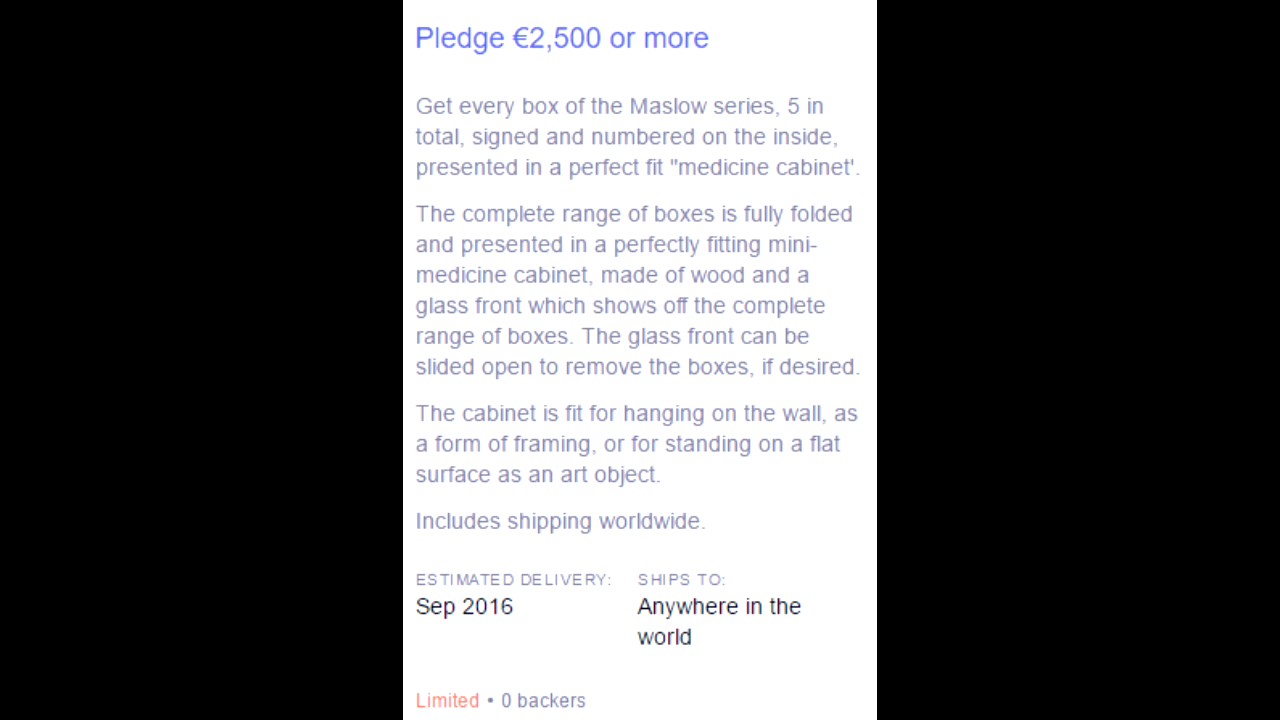 Pledge €2,500 or more
Get every box of the Maslow series, 5 in
total, signed and numbered on the inside,
presented in a perfect fit "medicine cabinet'.
The complete range of boxes is fully folded
and presented in a perfectly fitting mini-
medicine cabinet, made of wood and a
glass front which shows off the complete
range of boxes. The glass front can be
slided open to remove the boxes, if desired.
The cabinet is fit for hanging on the wall, as
a form of framing, or for standing on a flat
surface as an art object.
Includes shipping worldwide.
ESTIMATED DELIVERY:
Sep 2016
SHIPS TO:
Anywhere in the
world
Limited • 0 backers